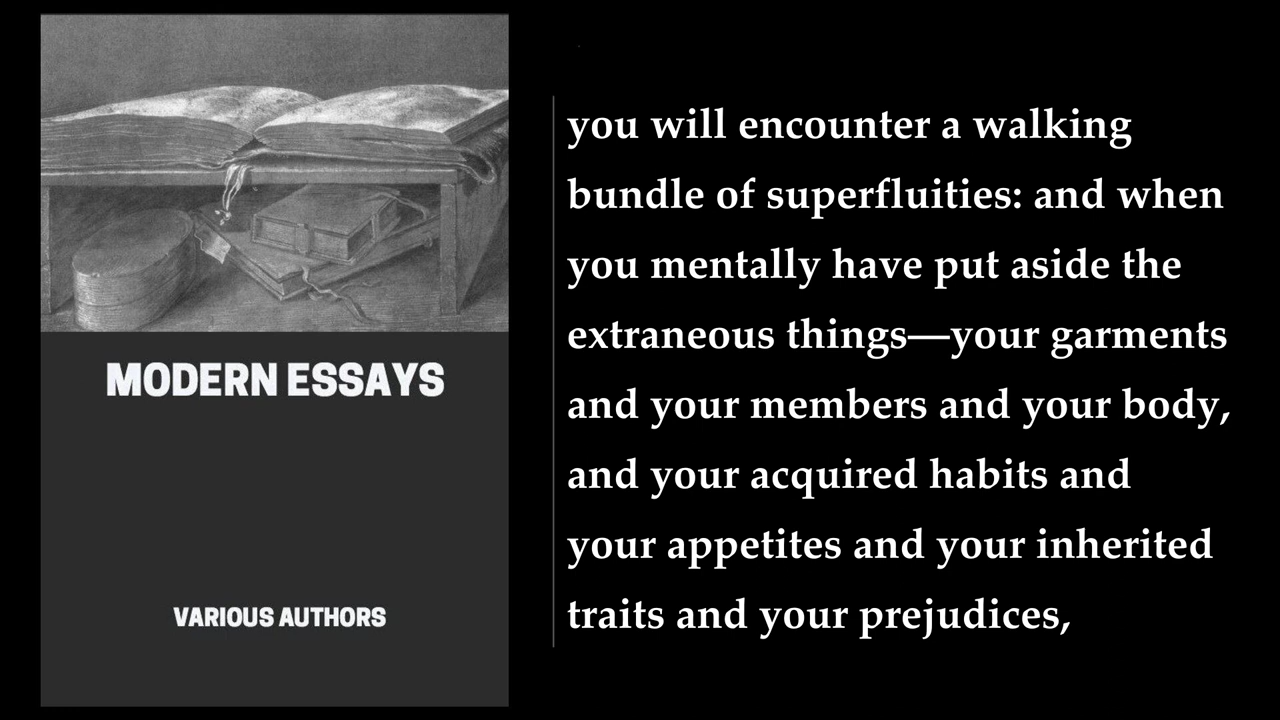 MODERN ESSAYS
VARIOUS AUTHORS
you will encounter a walking
bundle of superfluities: and when
you mentally have put aside the
extraneous things—your garments
and your members and your body,
and your acquired habits and
your appetites and your inherited
traits and your prejudices,